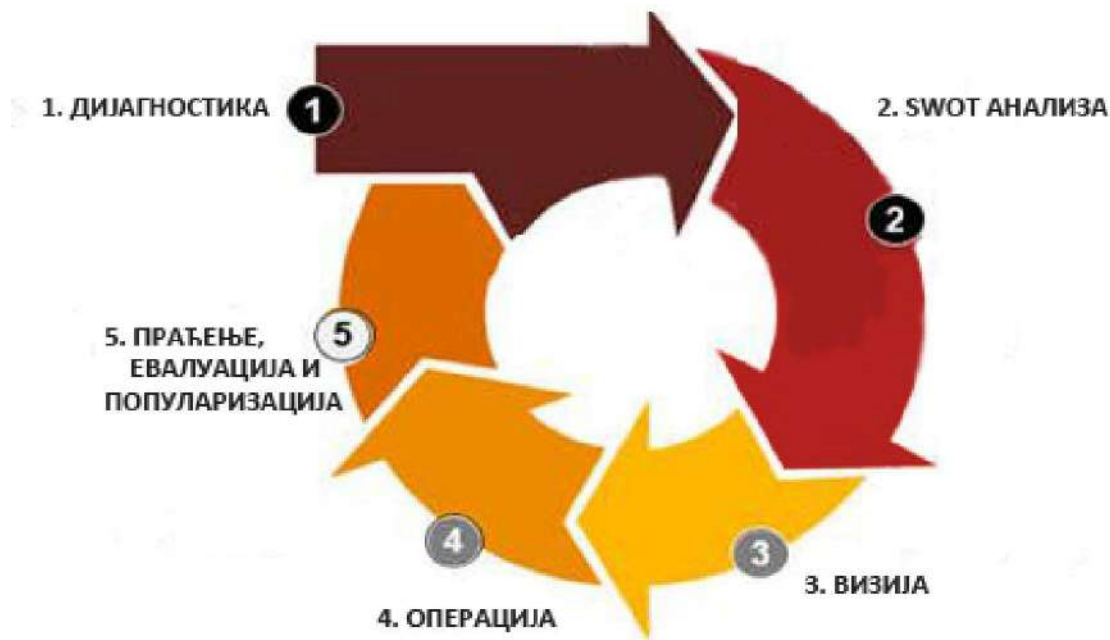 1. ДИЈАГНОСТИКА
1
2. SWOT АНАЛИЗА
2
3. ВИЗИЈА
3
4. ОПЕРАЦИЈА
4
5. ПРАЋЕЊЕ,
ЕВАЛУАЦИЈА И
ПОПУЛАРИЗАЦИЈА
5